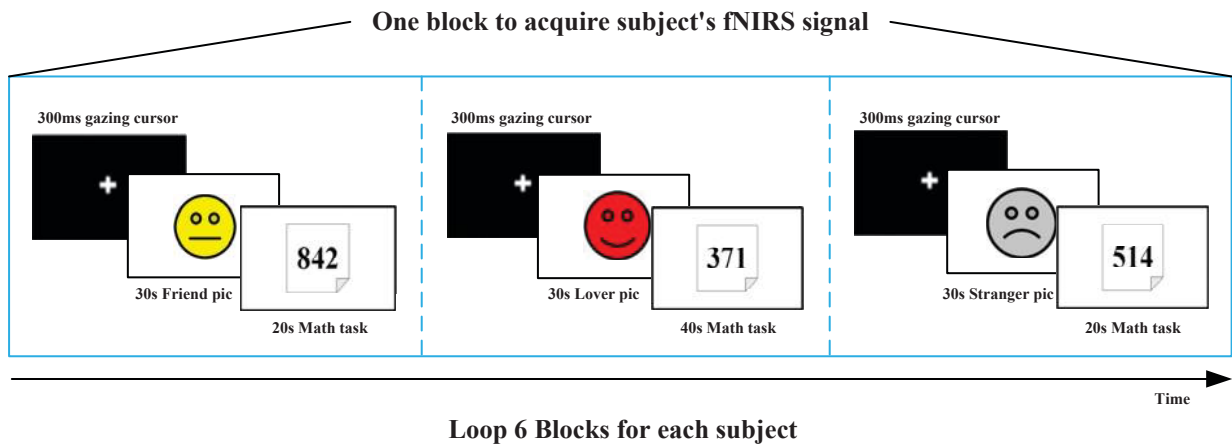 One block to acquire subject's fNIRS signal
300ms gazing cursor
842
30s Friend pic
20s Math task
300ms gazing cursor
371
30s Lover pic
40s Math task
300ms gazing cursor
514
30s Stranger pic
20s Math task
Time
Loop 6 Blocks for each subject